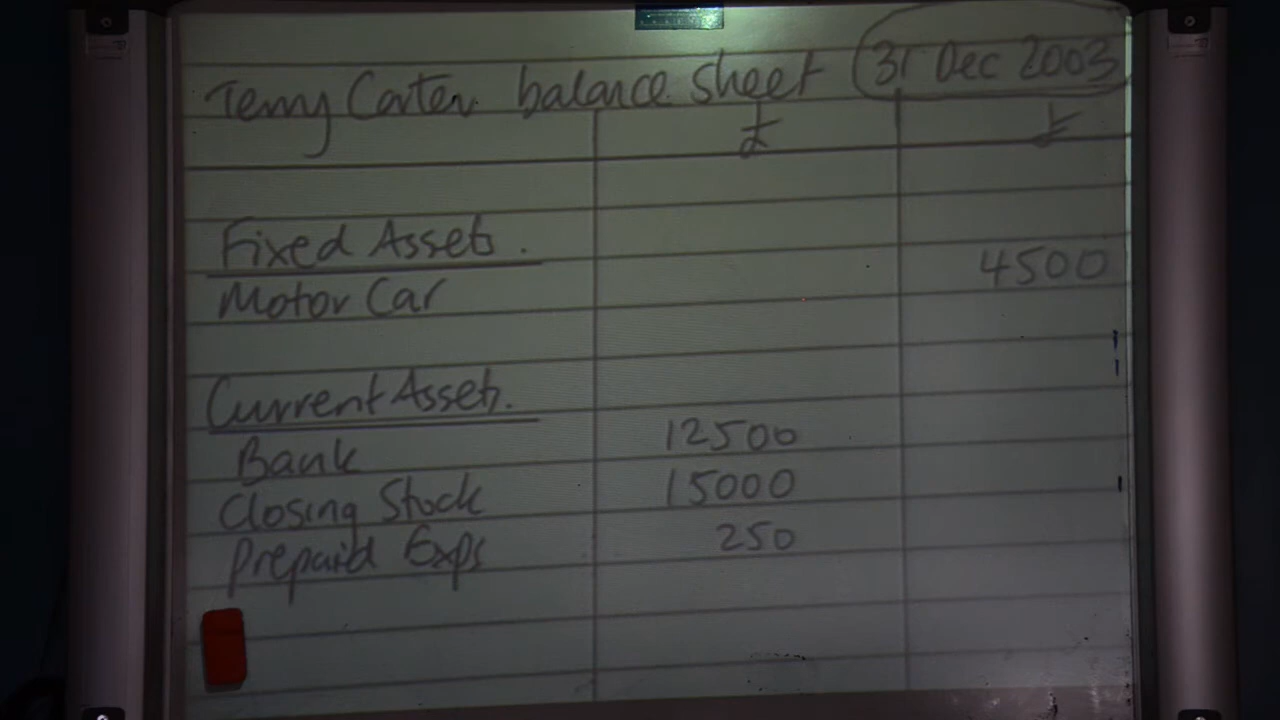 Terry Carter balance sheet 31 Dec 2003
£ £
Fixed Assets.
Motor Car 4500
Current Assets.
Bank 12500
Closing Stock 15000
Prepaid Exps 250